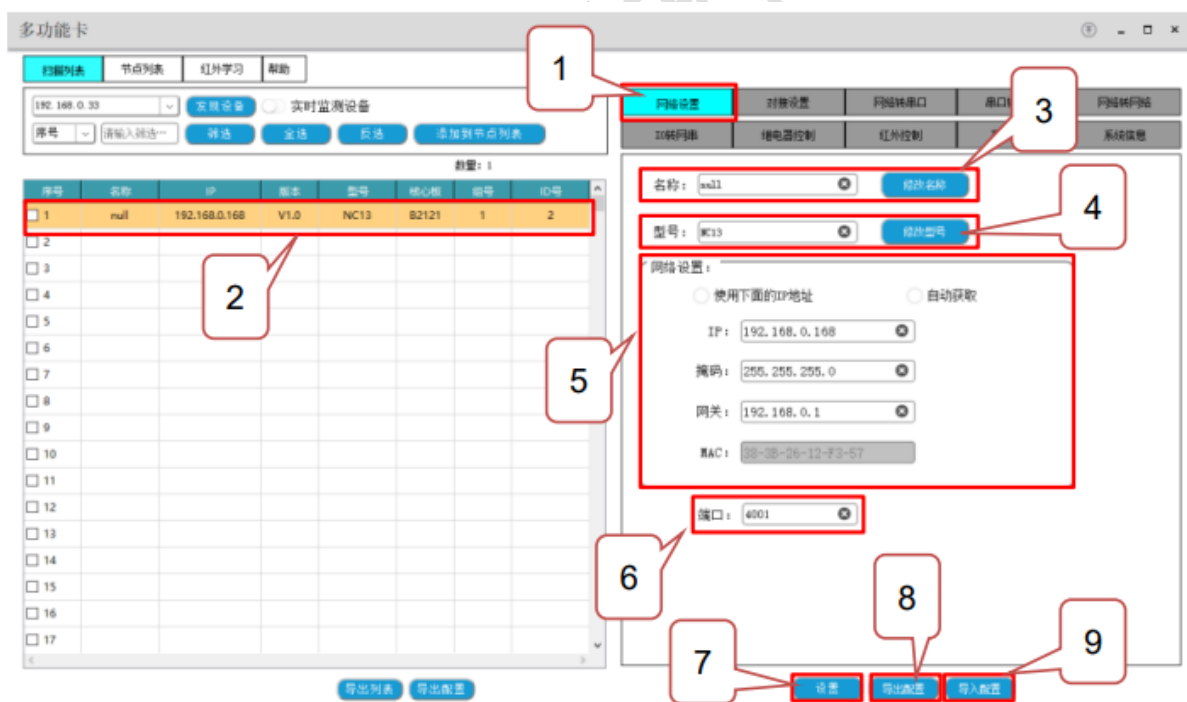 多功能卡
扫描列表 节点列表 红外学习 帮助
192.168.0.33 发现设备 实时监测设备
序号 请输入筛选… 筛选 全选 反选 添加到节点列表
数量: 1
序号 名称 IP 版本 型号 核心板 组号 ID号
1 null 192.168.0.168 V1.0 NC13 B2121 1 2
2
3
4
5
6
7
8
9
10
11
12
13
14
15
16
17
导出列表 导出配置
网络设置 对接设置 网络转串口 网络转网络
IO转网串 继电器控制 红外控制 系统信息
名称: null 修改名称
型号: NC13 修改型号
网络设置:
使用下面的IP地址 自动获取
IP: 192.168.0.168
掩码: 255.255.255.0
网关: 192.168.0.1
MAC: 38-3B-26-12-F3-57
端口: 4001
设置 导出配置 导入配置
1
2
3
4
5
6
7
8
9